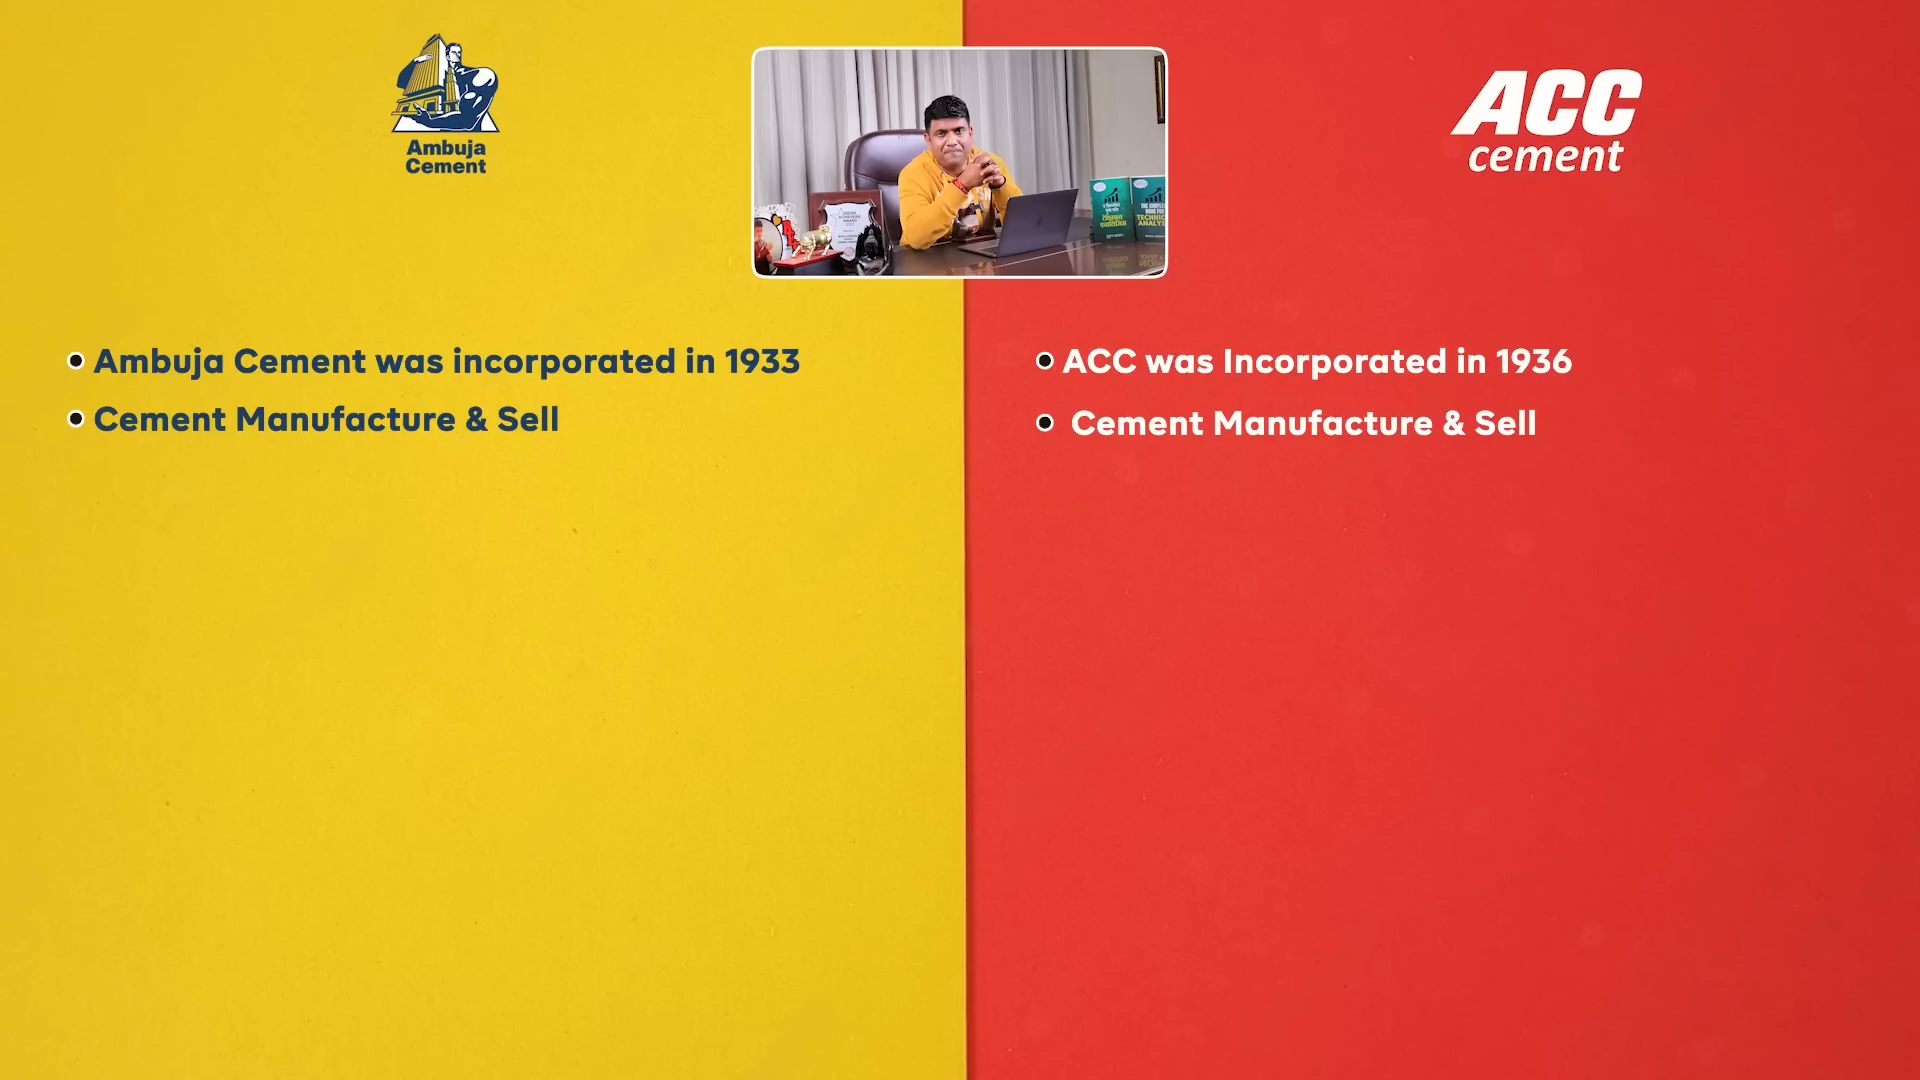 Ambuja
Cement
ACC
cement
Ambuja Cement was incorporated in 1933
Cement Manufacture & Sell
ACC was Incorporated in 1936
Cement Manufacture & Sell